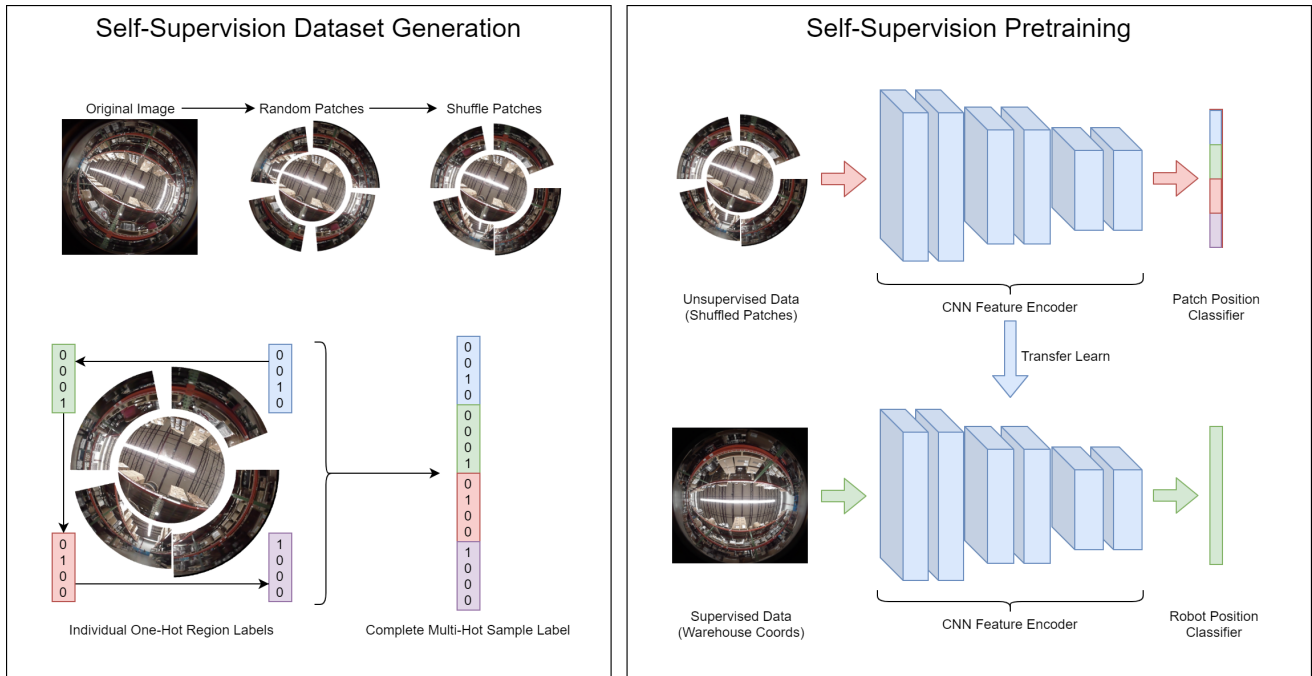 Self-Supervision Dataset Generation
Original Image
Random Patches
Shuffle Patches
0
0
0
1
0
0
1
0
0
1
0
0
1
0
0
0
Individual One-Hot Region Labels
0
0
1
0
0
0
0
1
0
1
0
0
1
0
0
0
Complete Multi-Hot Sample Label
Self-Supervision Pretraining
Unsupervised Data
(Shuffled Patches)
CNN Feature Encoder
Patch Position
Classifier
Transfer Learn
Supervised Data
(Warehouse Coords)
CNN Feature Encoder
Robot Position
Classifier